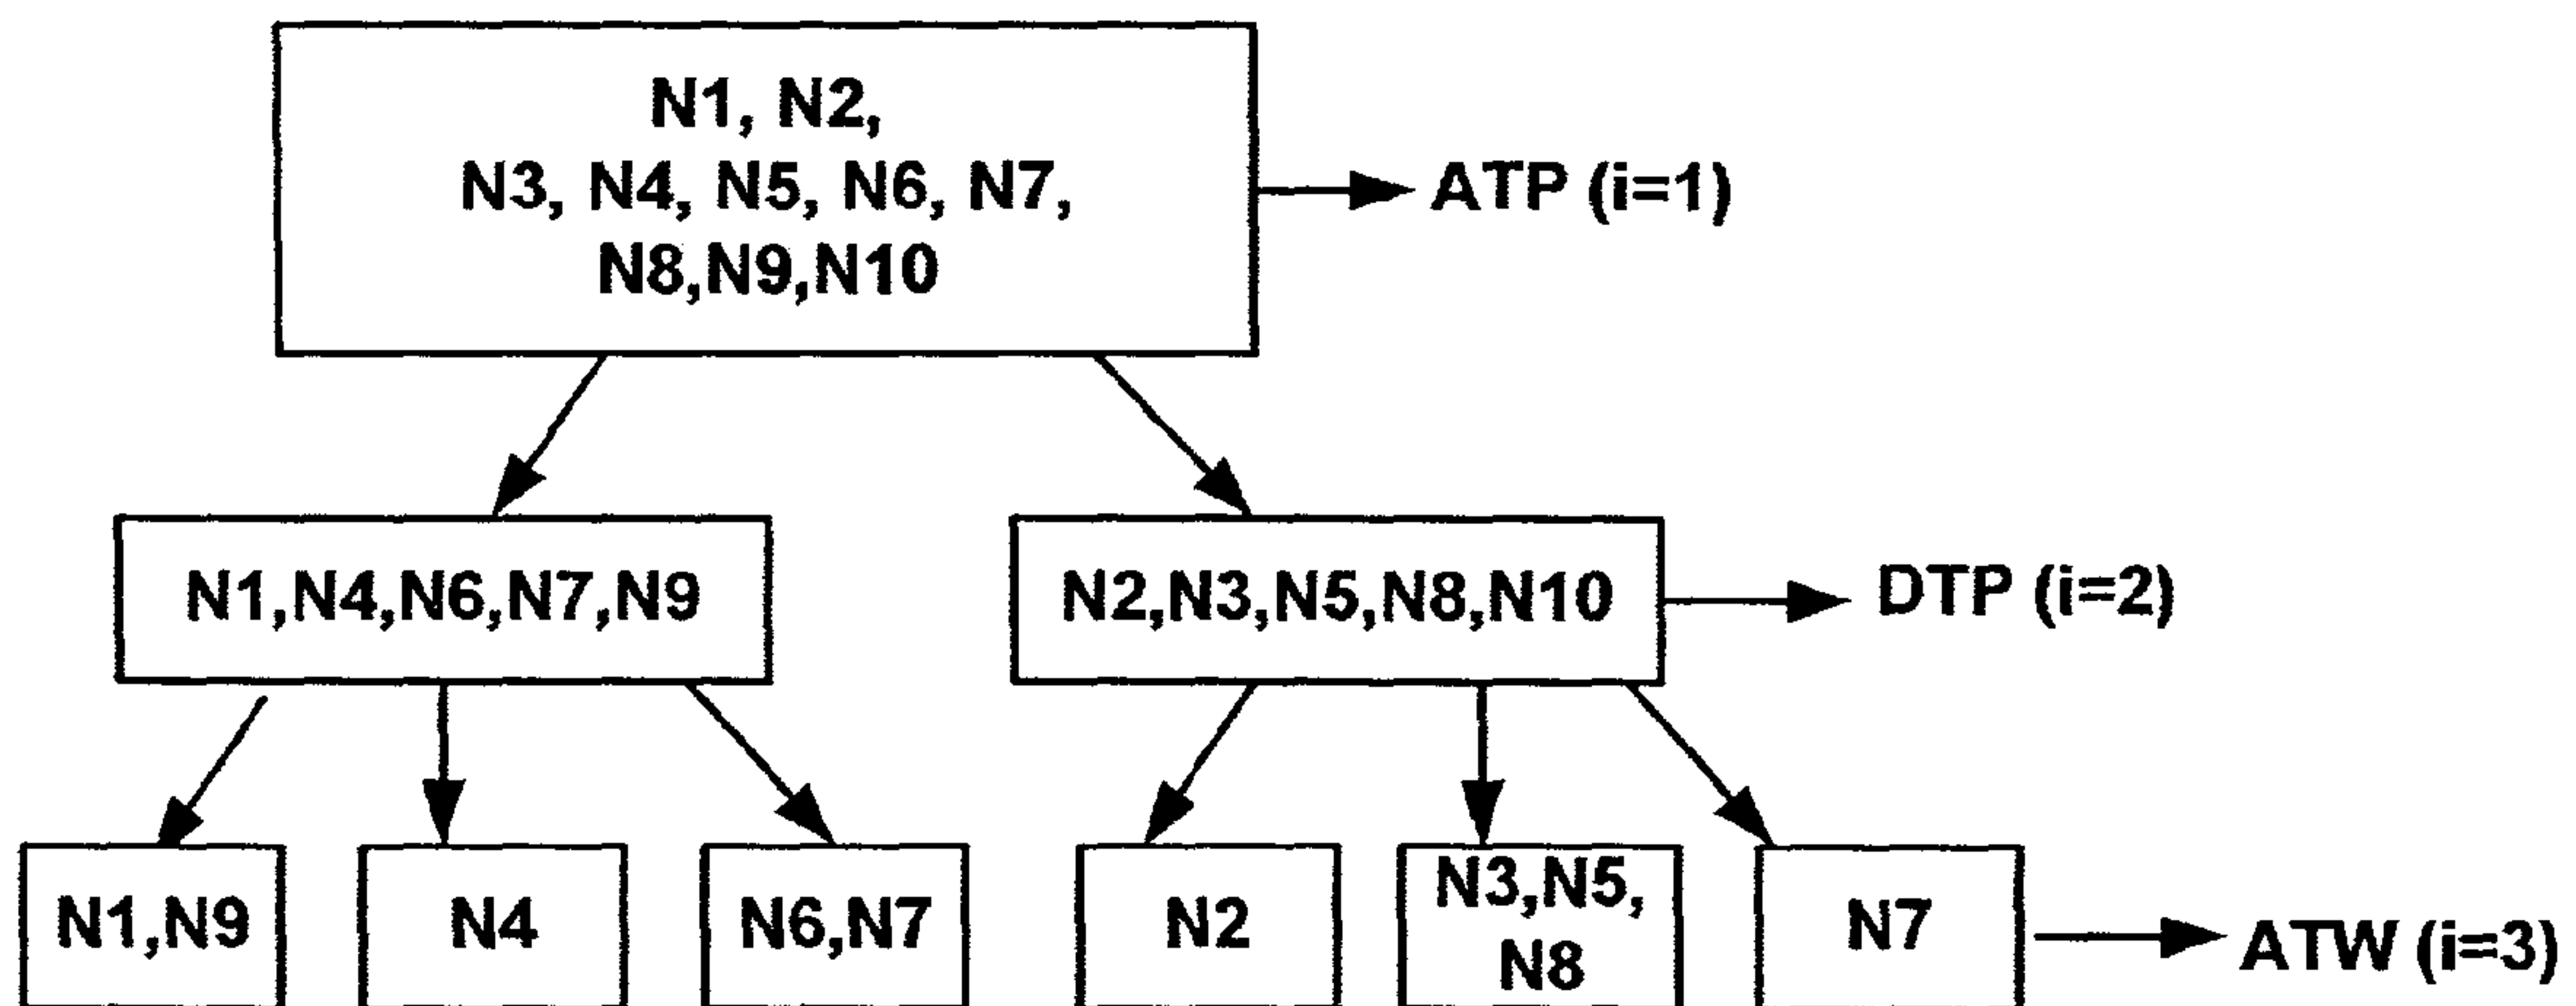 N1, N2,
N3, N4, N5, N6, N7,
N8,N9,N10
ATP (i=1)
N1,N4,N6,N7,N9
N2,N3,N5,N8,N10
DTP (i=2)
N1,N9
N4
N6,N7
N2
N3,N5,
N8
N7
ATW (i=3)